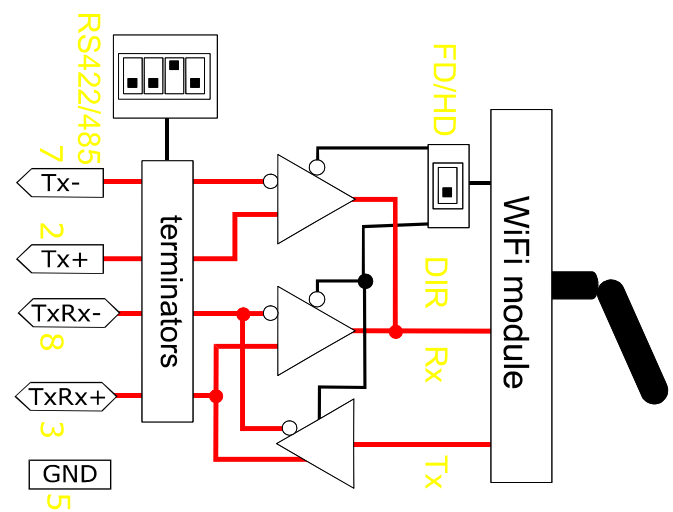 RS422/485
FD/HD
7
Tx-
2
Tx+
TxRx-
8
TxRx+
3
GND
5
terminators
DIR
Rx
Tx
WiFi module